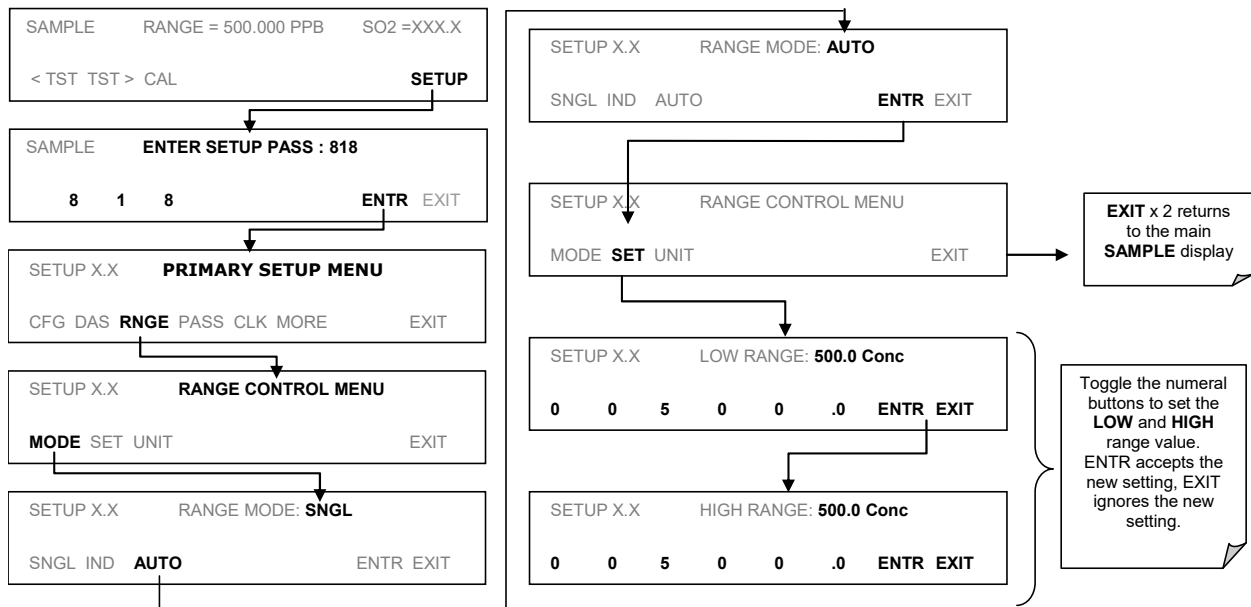 SAMPLE RANGE = 500.000 PPB SO2 =XXX.X
< TST TST > CAL SETUP
SAMPLE ENTER SETUP PASS : 818
8 1 8 ENTR EXIT
SETUP X.X PRIMARY SETUP MENU
CFG DAS RNGE PASS CLK MORE EXIT
SETUP X.X RANGE CONTROL MENU
MODE SET UNIT EXIT
SETUP X.X RANGE MODE: SNGL
SNGL IND AUTO ENTR EXIT
SETUP X.X RANGE MODE: AUTO
SNGL IND AUTO ENTR EXIT
SETUP X.X RANGE CONTROL MENU
MODE SET UNIT EXIT
EXIT x 2 returns
to the main
SAMPLE display
SETUP X.X LOW RANGE: 500.0 Conc
0 0 5 0 0 .0 ENTR EXIT
SETUP X.X HIGH RANGE: 500.0 Conc
0 0 5 0 0 .0 ENTR EXIT
Toggle the numeral
buttons to set the
LOW and HIGH
range value.
ENTR accepts the
new setting, EXIT
ignores the new
setting.